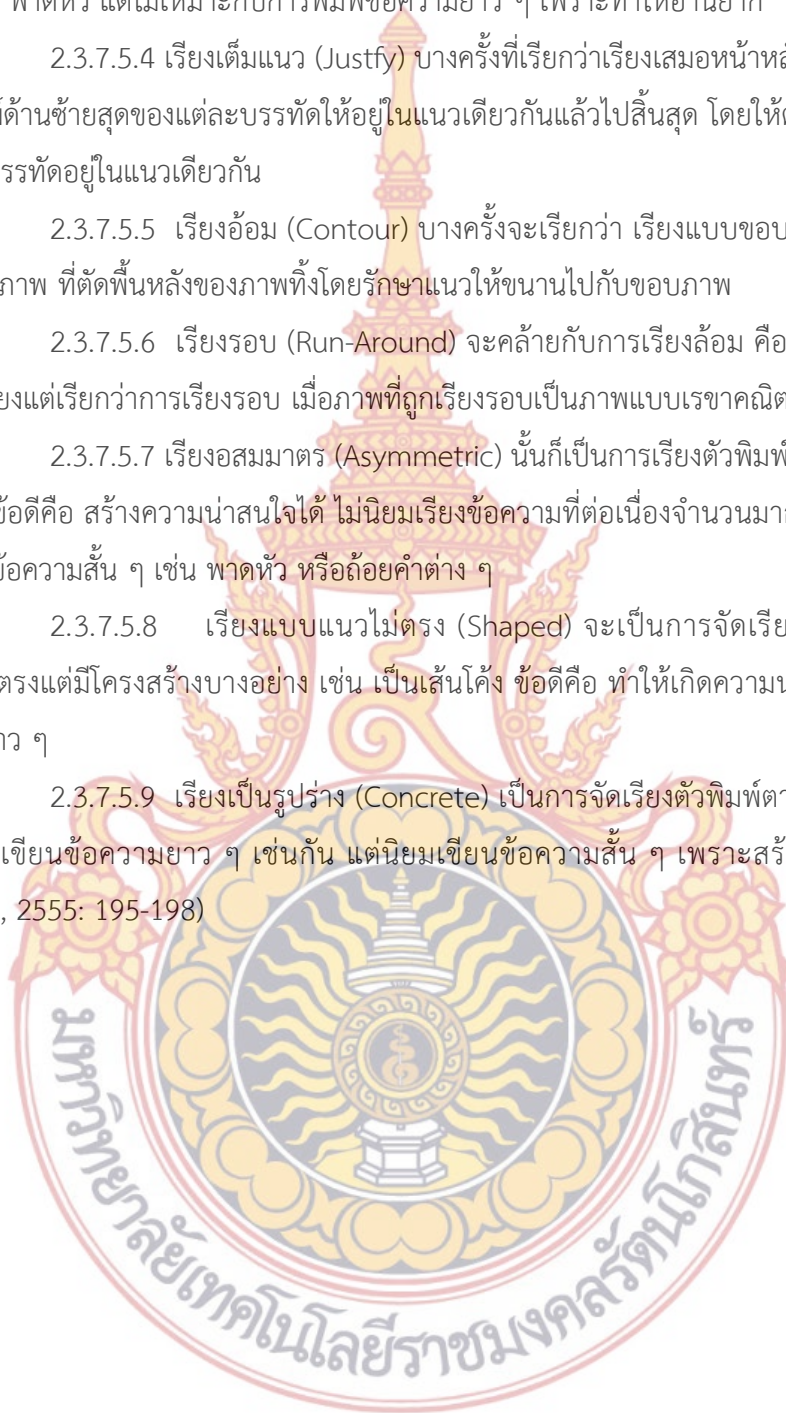 พาดหัว แต่ไม่เหมาะกับการพิมพ์ข้อความยาว ๆ เพราะทำให้อ่านยาก
2.3.7.5.4 เรียงเต็มแนว (Justfy) บางครั้งที่เรียกว่าเรียงเสมอหน้าหลั
ด้านซ้ายสุดของแต่ละบรรทัดให้อยู่ในแนวเดียวกันแล้วไปสิ้นสุด โดยให้
บรรทัดอยู่ในแนวเดียวกัน
2.3.7.5.5 เรียงอ้อม (Contour) บางครั้งจะเรียกว่า เรียงแบบขอบ
ภาพ ที่ตัดพื้นหลังของภาพทิ้งโดยรักษาแนวให้ขนานไปกับขอบภาพ
2.3.7.5.6 เรียงรอบ (Run-Around) จะคล้ายกับการเรียงล้อม คือ
ยงแต่เรียกว่าการเรียงรอบ เมื่อภาพที่ถูกเรียงรอบเป็นภาพแบบเรขาคณิต
2.3.7.5.7 เรียงอสมมาตร (Asymmetric) นั้นก็เป็นการเรียงตัวพิมพ์
ข้อดีคือ สร้างความน่าสนใจได้ ไม่นิยมเรียงข้อความที่ต่อเนื่องจำนวนมาก
ข้อความสั้น ๆ เช่น พาดหัว หรือถ้อยคำต่าง ๆ
2.3.7.5.8 เรียงแบบแนวไม่ตรง (Shaped) จะเป็นการจัดเรีย
ตรงแต่มีโครงสร้างบางอย่าง เช่น เป็นเส้นโค้ง ข้อดีคือ ทำให้เกิดความน
าว ๆ
2.3.7.5.9 เรียงเป็นรูปร่าง (Concrete) เป็นการจัดเรียงตัวพิมพ์ตา
เขียนข้อความยาว ๆ เช่นกัน แต่นิยมเขียนข้อความสั้น ๆ เพราะสร้
, 2555: 195-198)
มหาวิทยาลัยเทคโนโลยีราชมงคลรัตนโกสินทร์